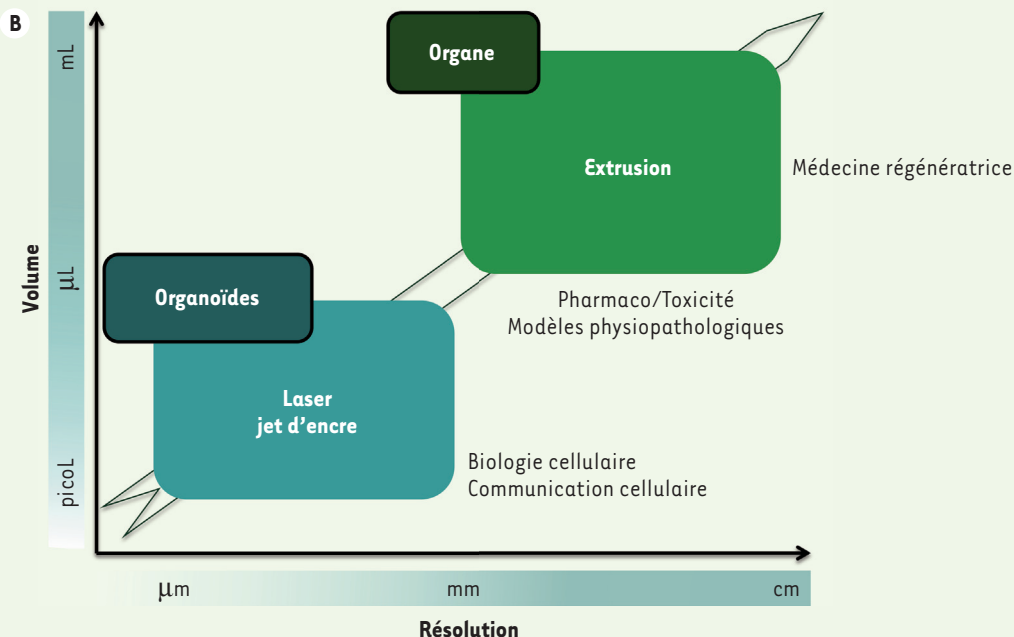 B
mL
Organe
Extrusion
Médecine régénératrice
Volume
μL
Organoïdes
Pharmaco/Toxicité
Modèles physiopathologiques
Laser
jet d'encre
Biologie cellulaire
Communication cellulaire
picoL
μm
mm
cm
Résolution